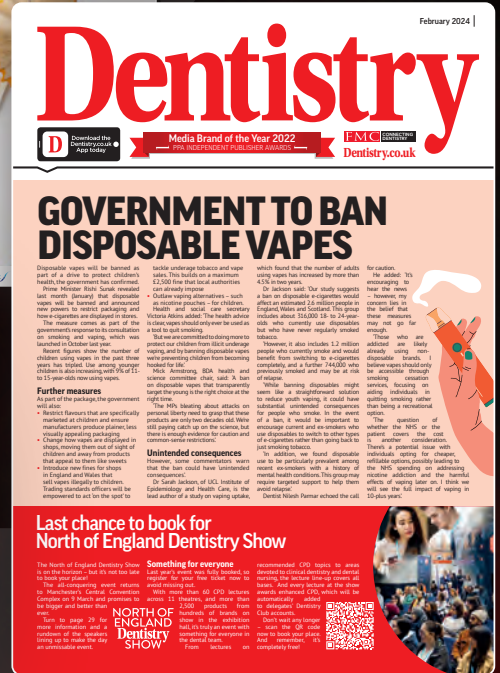 February 2024
Dentistry
Download the
Dentistry.co.uk
App today
D
Media Brand of the Year 2022
PPA INDEPENDENT PUBLISHER AWARDS
FMC CONNECTING
DENTISTRY
Dentistry.co.uk
GOVERNMENT TO BAN
DISPOSABLE VAPES
Disposable vapes will be banned as
part of a drive to protect children's
health, the government has confirmed.
Prime Minister Rishi Sunak revealed
last month (January) that disposable
vapes will be banned and announced
new powers to restrict packaging and
how e-cigarettes are displayed in stores.
The measure comes as part of the
government's response to its consultation
on smoking and vaping, which was
launched in October last year.
Recent figures show the number of
children using vapes in the past three
years has tripled. Use among younger
children is also increasing, with 9% of 11-
to 15-year-olds now using vapes.
Further measures
As part of the package, the government
will also:
• Restrict flavours that are specifically
marketed at children and ensure
manufacturers produce plainer, less
visually appealing packaging
• Change how vapes are displayed in
shops, moving them out of sight of
children and away from products
that appeal to them like sweets
• Introduce new fines for shops
in England and Wales that
sell vapes illegally to children.
Trading standards officers will be
empowered to act 'on the spot' to
tackle underage tobacco and vape
sales. This builds on a maximum
£2,500 fine that local authorities
can already impose
• Outlaw vaping alternatives – such
as nicotine pouches – for children.
Health and social care secretary
Victoria Atkins added: 'The health advice
is clear, vapes should only ever be used as
a tool to quit smoking.
'But we are committed to doing more to
protect our children from illicit underage
vaping, and by banning disposable vapes
we're preventing children from becoming
hooked for life.'
Mick Armstrong, BDA health and
science committee chair, said: 'A ban
on disposable vapes that transparently
target the young is the right choice at the
right time.
'The MPs bleating about attacks on
personal liberty need to grasp that these
products are only two decades old. We're
still paying catch up on the science, but
there is enough evidence for caution and
common-sense restrictions.'
Unintended consequences
However, some commentators warn
that the ban could have 'unintended
consequences'.
Dr Sarah Jackson, of UCL Institute of
Epidemiology and Health Care, is the
lead author of a study on vaping uptake,
which found that the number of adults
using vapes has increased by more than
4.5% in two years.
Dr Jackson said: 'Our study suggests
a ban on disposable e-cigarettes would
affect an estimated 2.6 million people in
England, Wales and Scotland. This group
includes about 316,000 18- to 24-year-
olds who currently use disposables
but who have never regularly smoked
tobacco.
'However, it also includes 1.2 million
people who currently smoke and would
benefit from switching to e-cigarettes
completely, and a further 744,000 who
previously smoked and may be at risk
of relapse.
'While banning disposables might
seem like a straightforward solution
to reduce youth vaping, it could have
substantial unintended consequences
for people who smoke. In the event
of a ban, it would be important to
encourage current and ex-smokers who
use disposables to switch to other types
of e-cigarettes rather than going back to
just smoking tobacco.
'In addition, we found disposable
use to be particularly prevalent among
recent ex-smokers with a history of
mental health conditions. This group may
require targeted support to help them
avoid relapse.'
Dentist Nilesh Parmar echoed the call
for caution.
He added: 'It's
encouraging to
hear the news
– however, my
concern lies in
the belief that
these measures
may not go far
enough.
'Those who are
addicted are likely
already using non-
disposable brands. I
believe vapes should only
be accessible through
smoking cessation
services, focusing on
aiding individuals in
quitting smoking rather
than being a recreational
option.
'The question of
whether the NHS or the
patient covers the cost
is another consideration.
There's a potential issue with
individuals opting for cheaper,
refillable options, possibly leading to
the NHS spending on addressing
nicotine addiction and the harmful
effects of vaping later on. I think we
will see the full impact of vaping in
10-plus years.'
Last chance to book for
North of England Dentistry Show
The North of England Dentistry Show
is on the horizon – but it's not too late
to book your place!
The all-conquering event returns
to Manchester's Central Convention
Complex on 9 March and promises to
be bigger and better than
ever.
Turn to page 29 for
more information and a
rundown of the speakers
lining up to make the day
an unmissable event.
NORTH OF
ENGLAND
Dentistry
SHOW
Something for everyone
Last year's event was fully booked, so
register for your free ticket now to
avoid missing out.
With more than 60 CPD lectures
across 11 theatres, and more than
2,500 products from
hundreds of brands on
show in the exhibition
hall, it's truly an event with
something for everyone in
the dental team.
From lectures on
recommended CPD topics to areas
devoted to clinical dentistry and dental
nursing, the lecture line-up covers all
bases. And every lecture at the show
awards enhanced CPD, which will be
automatically added
to delegates' Dentistry
Club accounts.
Don't wait any longer
– scan the QR code
now to book your place.
And remember, it's
completely free!